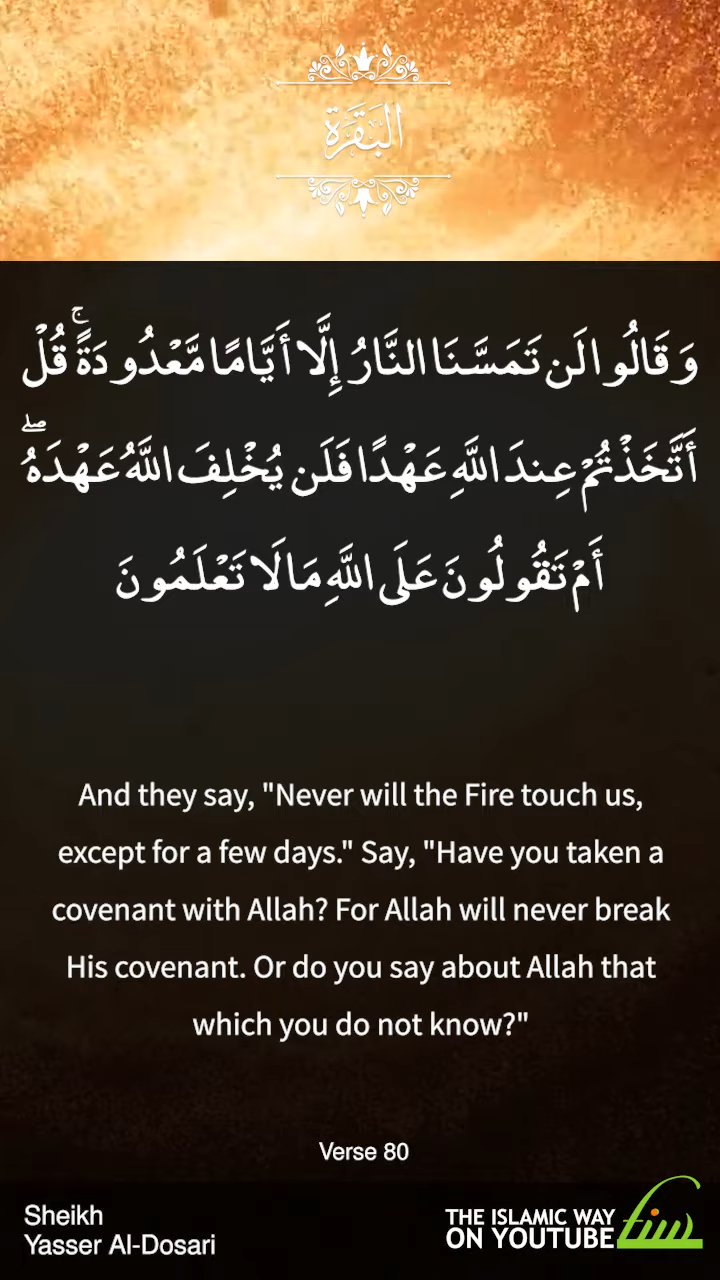 البَقَرَة
وَقَالُوا لَن تَمَسَّنَا النَّارُ إِلَّا أَيَّامًا مَّعْدُودَةً ۚ قُلْ
أَتَّخَذْتُمْ عِندَ اللَّهِ عَهْدًا فَلَن يُخْلِفَ اللَّهُ عَهْدَهُ ۖ
أَمْ تَقُولُونَ عَلَى اللَّهِ مَا لَا تَعْلَمُونَ
And they say, "Never will the Fire touch us,
except for a few days." Say, "Have you taken a
covenant with Allah? For Allah will never break
His covenant. Or do you say about Allah that
which you do not know?"
Verse 80
Sheikh
Yasser Al-Dosari
THE ISLAMIC WAY
ON YOUTUBE
tiw